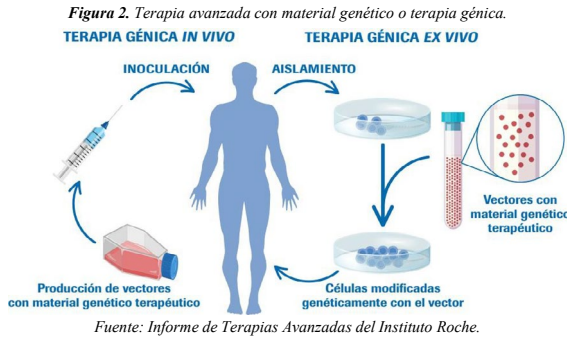 Figura 2. Terapia avanzada con material genético o terapia génica.
TERAPIA GÉNICA IN VIVO
TERAPIA GÉNICA EX VIVO
INOCULACIÓN
AISLAMIENTO
Vectores con
material genético
terapéutico
Producción de vectores
con material genético terapéutico
Células modificadas
genéticamente con el vector
Fuente: Informe de Terapias Avanzadas del Instituto Roche.